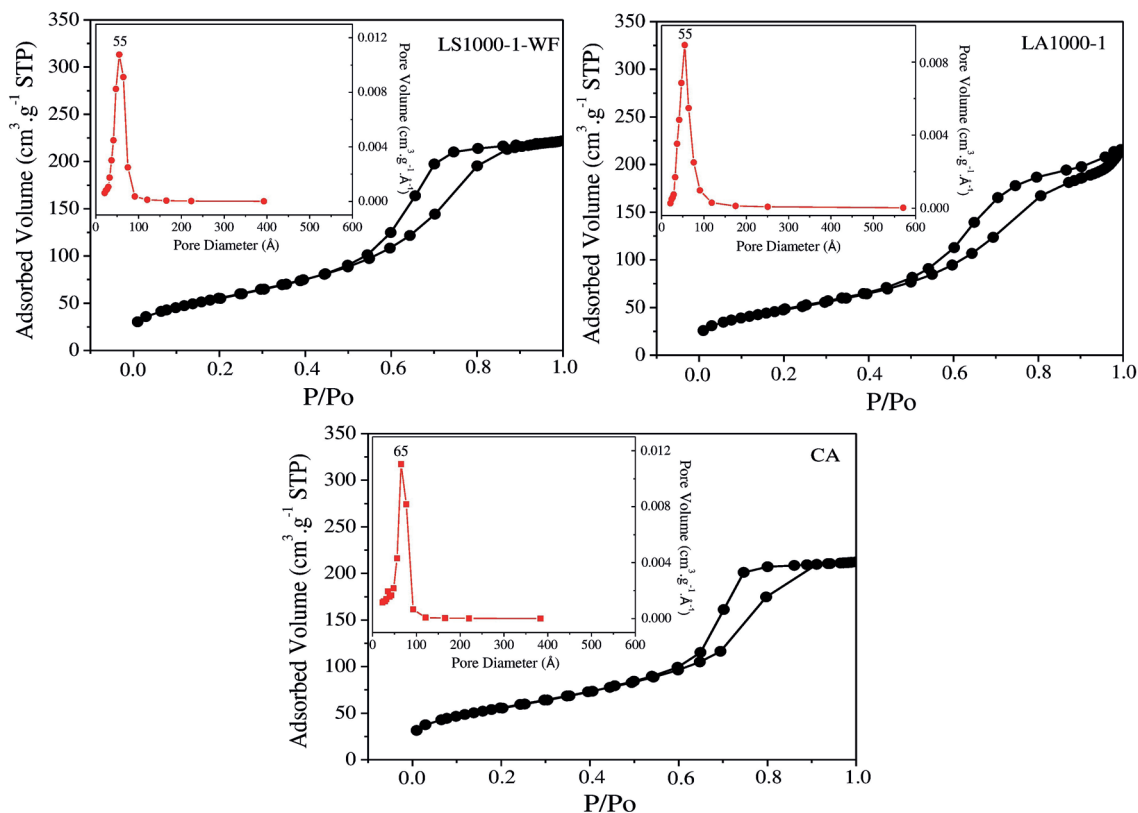 LS1000-1-WF
Adsorbed Volume (cm³.g⁻¹ STP)
350
300
250
200
150
100
50
0
0.0 0.2 0.4 0.6 0.8 1.0
P/Po
55
0.012
0.008
0.004
0.000
Pore Volume (cm³.g⁻¹.Å⁻¹)
0 100 200 300 400 500 600
Pore Diameter (Å)
LA1000-1
Adsorbed Volume (cm³.g⁻¹ STP)
350
300
250
200
150
100
50
0
0.0 0.2 0.4 0.6 0.8 1.0
P/Po
55
0.008
0.004
0.000
Pore Volume (cm³.g⁻¹.Å⁻¹)
0 100 200 300 400 500 600
Pore Diameter (Å)
CA
Adsorbed Volume (cm³.g⁻¹ STP)
350
300
250
200
150
100
50
0
0.0 0.2 0.4 0.6 0.8 1.0
P/Po
65
0.012
0.008
0.004
0.000
Pore Volume (cm³.g⁻¹.Å⁻¹)
0 100 200 300 400 500 600
Pore Diameter (Å)